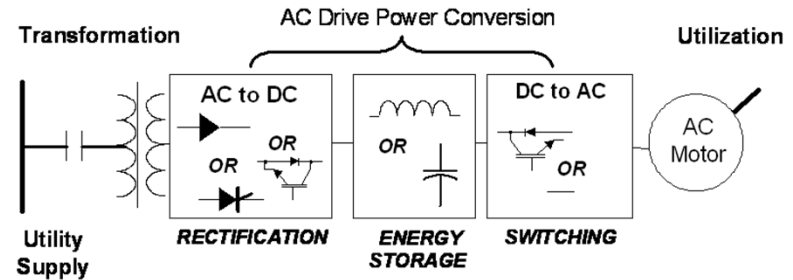 AC Drive Power Conversion
Transformation
Utilization
AC to DC
DC to AC
OR
OR
OR
OR
AC
Motor
Utility
Supply
RECTIFICATION
ENERGY
STORAGE
SWITCHING